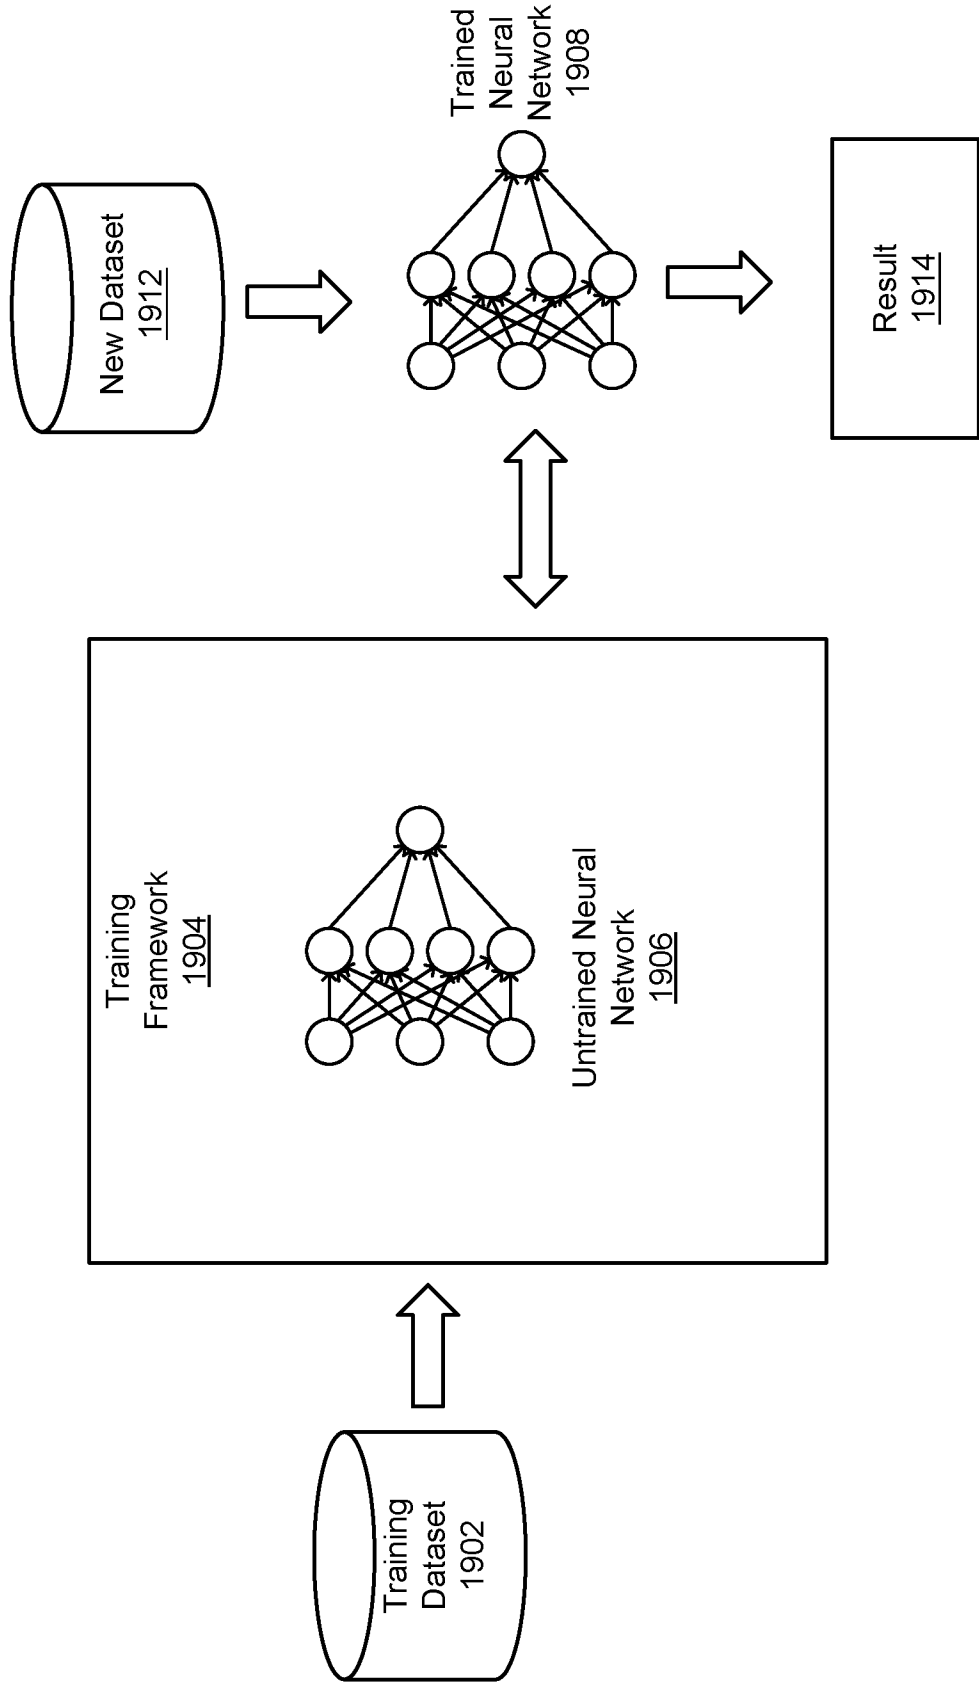 Training
Dataset
1902
Training
Framework
1904
Untrained Neural
Network
1906
New Dataset
1912
Trained
Neural
Network
1908
Result
1914